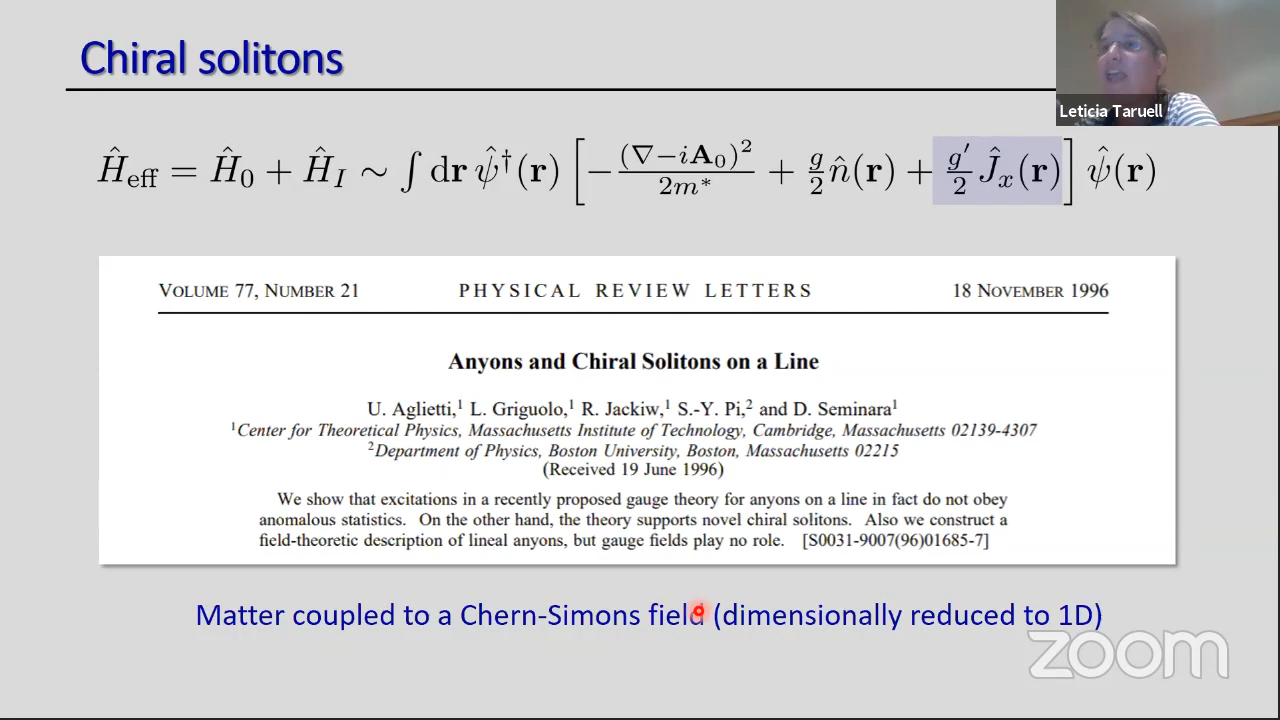 Chiral solitons
Leticia Taruell
Ĥ_eff = Ĥ_0 + Ĥ_I ∼ ∫ dr ψ̂†(r) [ −(∇−iA_0)²/2m* + g/2 n̂(r) + g′/2 Ĵ_x(r) ] ψ̂(r)
VOLUME 77, NUMBER 21 PHYSICAL REVIEW LETTERS 18 NOVEMBER 1996
Anyons and Chiral Solitons on a Line
U. Aglietti,¹ L. Griguolo,¹ R. Jackiw,¹ S.-Y. Pi,² and D. Seminara¹
¹Center for Theoretical Physics, Massachusetts Institute of Technology, Cambridge, Massachusetts 02139-4307
²Department of Physics, Boston University, Boston, Massachusetts 02215
(Received 19 June 1996)
We show that excitations in a recently proposed gauge theory for anyons on a line in fact do not obey
anomalous statistics. On the other hand, the theory supports novel chiral solitons. Also we construct a
field-theoretic description of lineal anyons, but gauge fields play no role. [S0031-9007(96)01685-7]
Matter coupled to a Chern-Simons field (dimensionally reduced to 1D)
zoom